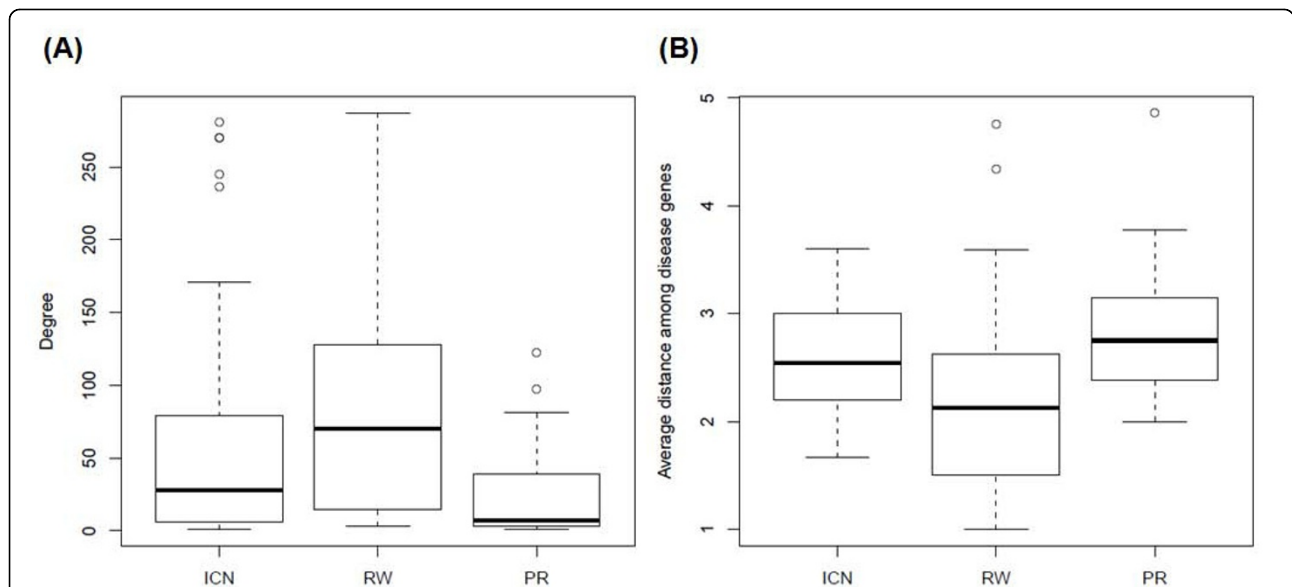 (A)
(B)
Degree
0
50
100
150
200
250
ICN
RW
PR
Average distance among disease genes
1
2
3
4
5
ICN
RW
PR